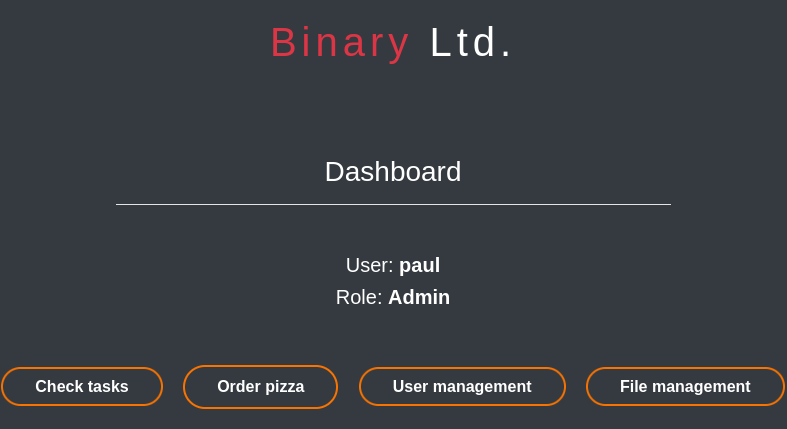 Binary Ltd.
Dashboard
User: paul
Role: Admin
Check tasks Order pizza User management File management